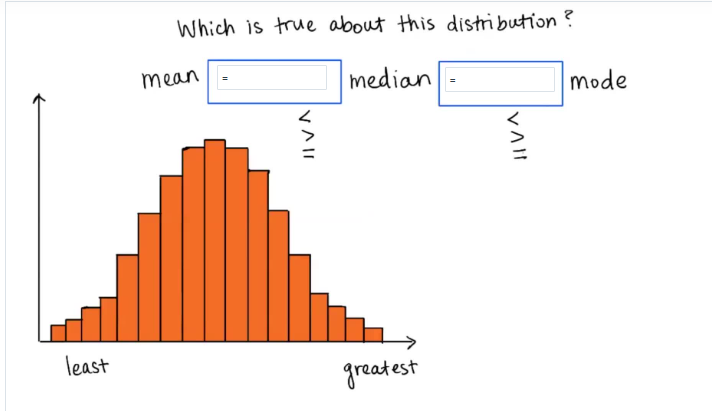 Which is true about this distribution?
mean = median = mode
< <
> >
= =
least greatest